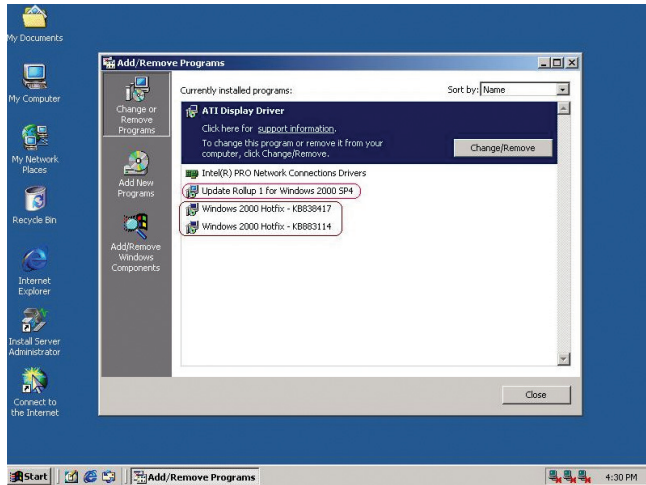 My Documents
My Computer
My Network
Places
Recycle Bin
Internet
Explorer
Install Server
Administrator
Connect to
the Internet
Add/Remove Programs
Change or
Remove
Programs
Add New
Programs
Add/Remove
Windows
Components
Currently installed programs:
Sort by: Name
ATI Display Driver
Click here for support information.
To change this program or remove it from your
computer, click Change/Remove.
Change/Remove
Intel(R) PRO Network Connections Drivers
Update Rollup 1 for Windows 2000 SP4
Windows 2000 Hotfix - KB838417
Windows 2000 Hotfix - KB883114
Close
Start
Add/Remove Programs
4:30 PM